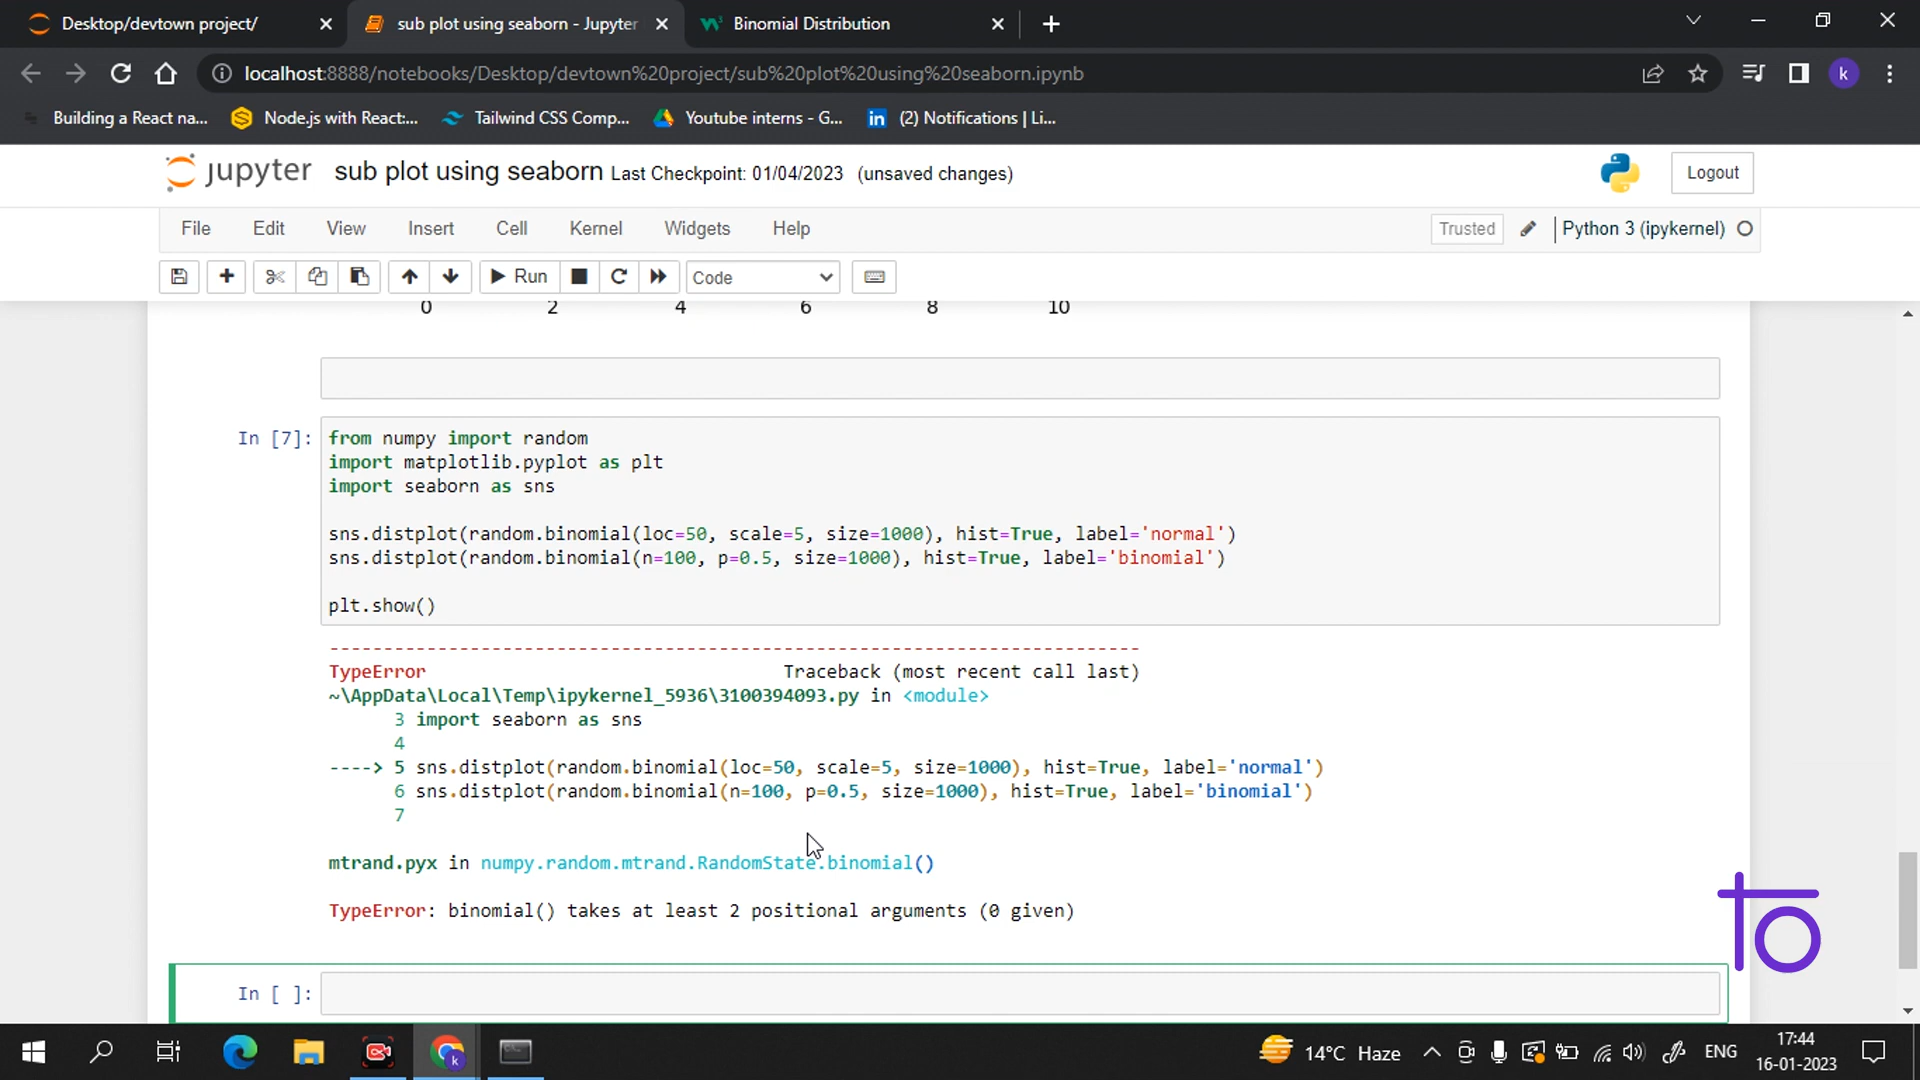 Desktop/devtown project/
sub plot using seaborn - Jupyter
Binomial Distribution
localhost:8888/notebooks/Desktop/devtown%20project/sub%20plot%20using%20seaborn.ipynb
k
Building a React na...
Node.js with React:...
Tailwind CSS Comp...
Youtube interns - G...
(2) Notifications | Li...
jupyter sub plot using seaborn Last Checkpoint: 01/04/2023 (unsaved changes)
Logout
File Edit View Insert Cell Kernel Widgets Help
Trusted
Python 3 (ipykernel)
Run
Code
0 2 4 6 8 10
In [7]:
from numpy import random
import matplotlib.pyplot as plt
import seaborn as sns
sns.distplot(random.binomial(loc=50, scale=5, size=1000), hist=True, label='normal')
sns.distplot(random.binomial(n=100, p=0.5, size=1000), hist=True, label='binomial')
plt.show()
---------------------------------------------------------------------------
TypeError Traceback (most recent call last)
~\AppData\Local\Temp\ipykernel_5936\3100394093.py in <module>
3 import seaborn as sns
4
----> 5 sns.distplot(random.binomial(loc=50, scale=5, size=1000), hist=True, label='normal')
6 sns.distplot(random.binomial(n=100, p=0.5, size=1000), hist=True, label='binomial')
7
mtrand.pyx in numpy.random.mtrand.RandomState.binomial()
TypeError: binomial() takes at least 2 positional arguments (0 given)
In [ ]:
14°C Haze
ENG
17:44
16-01-2023